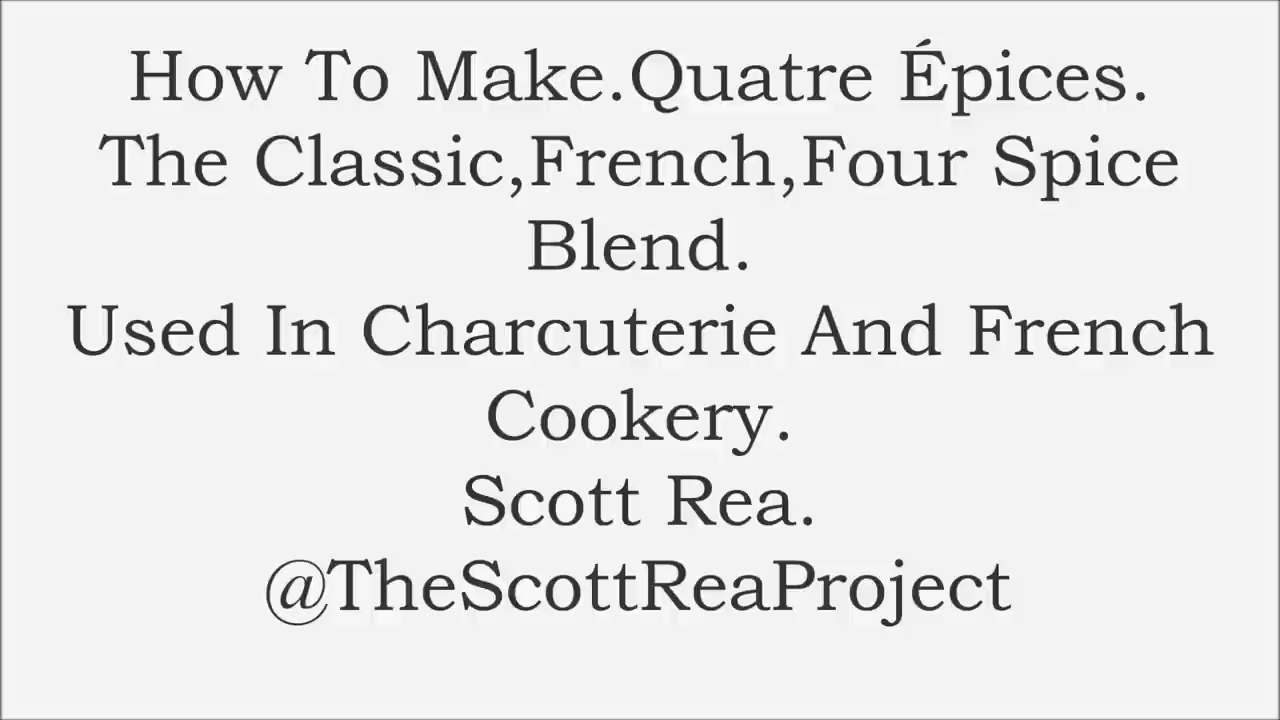 How To Make.Quatre Épices.
The Classic,French,Four Spice
Blend.
Used In Charcuterie And French
Cookery.
Scott Rea.
@TheScottReaProject